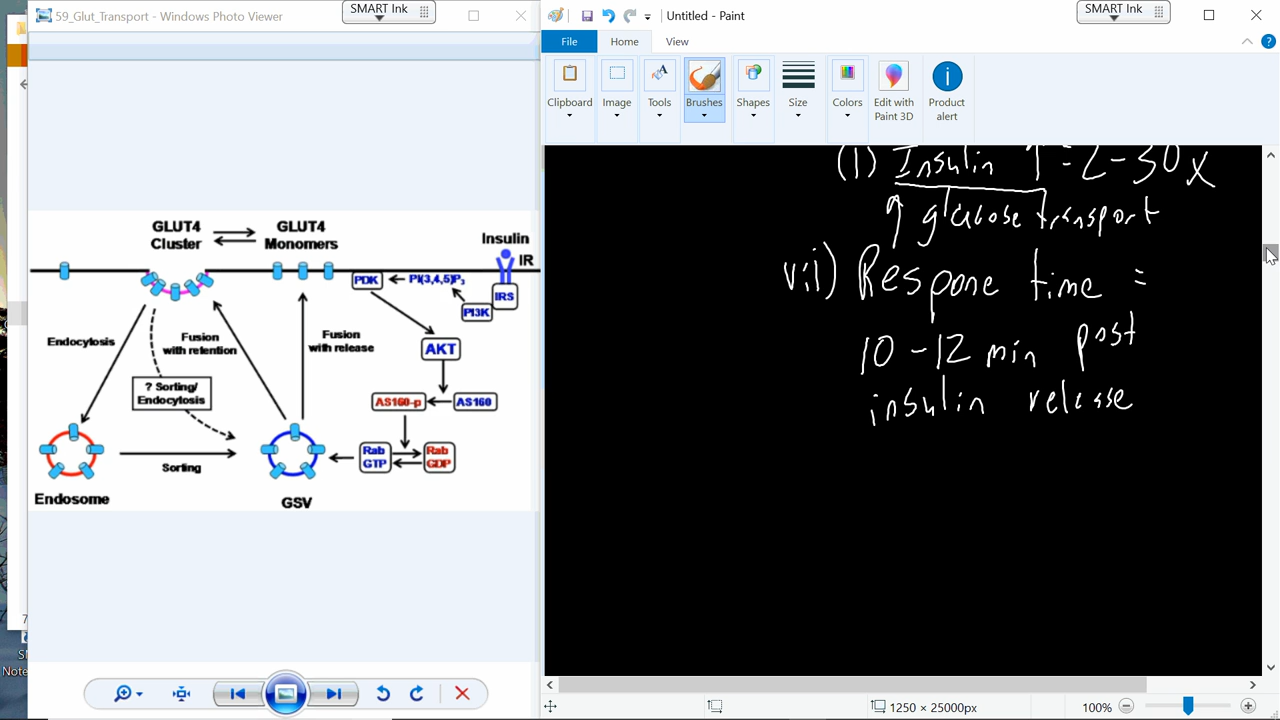 59_Glut_Transport - Windows Photo Viewer
SMART Ink
GLUT4
Cluster
GLUT4
Monomers
Insulin
IR
PDK
PI(3,4,5)P3
IRS
PI3K
Endocytosis
Fusion
with retention
Fusion
with release
AKT
? Sorting/
Endocytosis
AS160-p
AS160
Rab
GTP
Rab
GDP
Sorting
Endosome
GSV
Untitled - Paint
SMART Ink
File
Home
View
Clipboard
Image
Tools
Brushes
Shapes
Size
Colors
Edit with
Paint 3D
Product
alert
(1) Insulin ↑ = 2-30x
↑ glucose transport
vii) Respone time =
10-12 min post
insulin release
1250 × 25000px
100%
7
Note